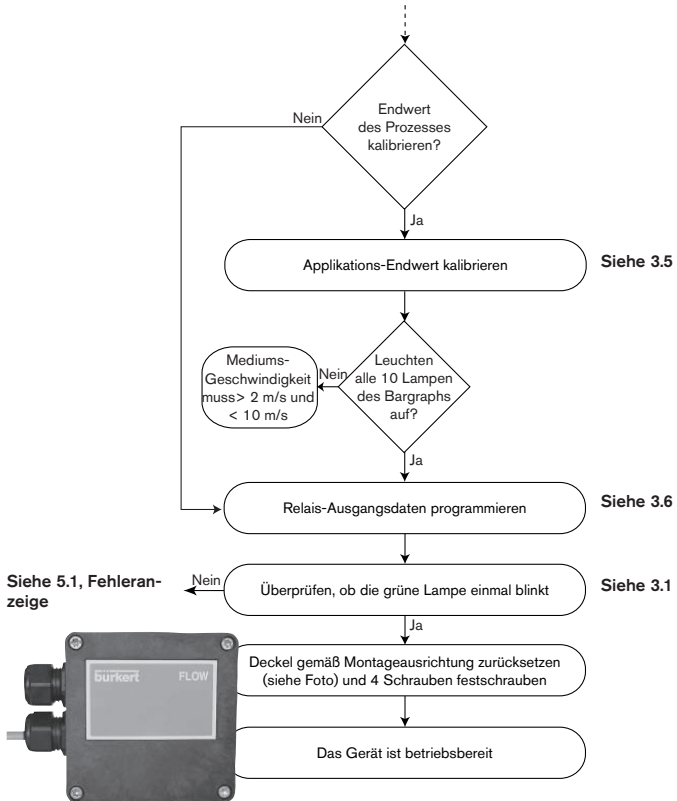 Endwert
des Prozesses
kalibrieren?
Nein
Ja
Applikations-Endwert kalibrieren
Siehe 3.5
Leuchten
alle 10 Lampen
des Bargraphs
auf?
Nein
Mediums-
Geschwindigkeit
muss> 2 m/s und
< 10 m/s
Ja
Relais-Ausgangsdaten programmieren
Siehe 3.6
Überprüfen, ob die grüne Lampe einmal blinkt
Siehe 3.1
Nein
Siehe 5.1, Fehleran-
zeige
Ja
Deckel gemäß Montageausrichtung zurücksetzen
(siehe Foto) und 4 Schrauben festschrauben
Das Gerät ist betriebsbereit
burkert FLOW